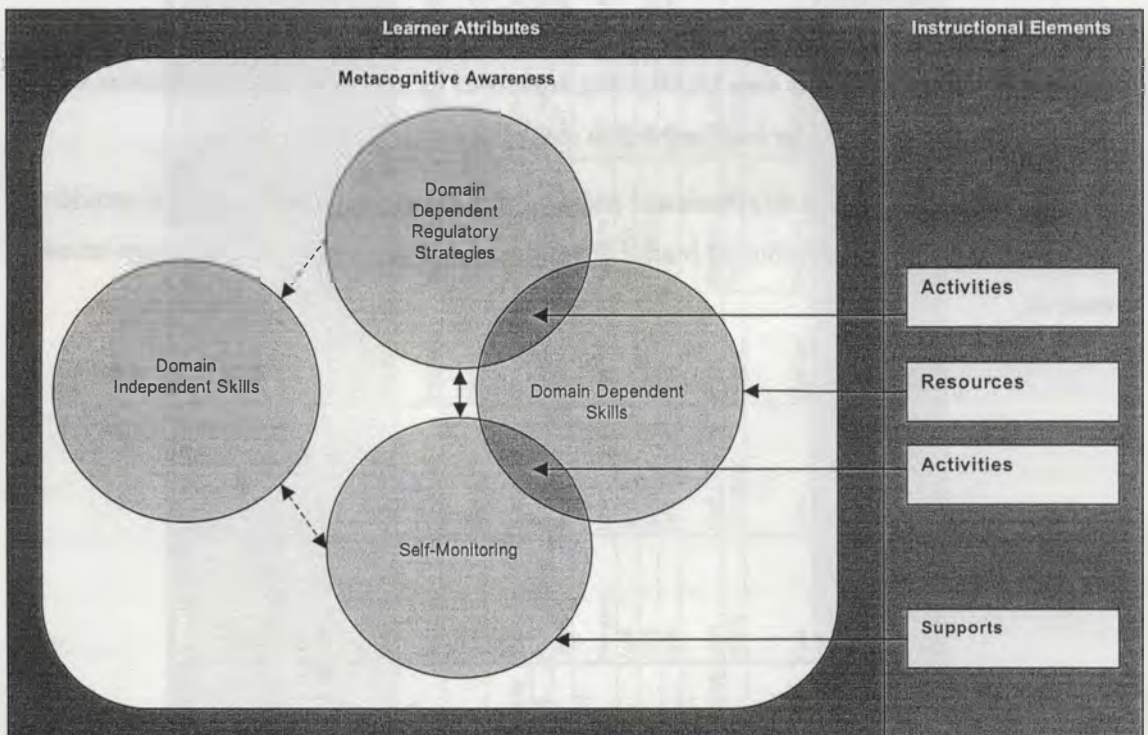 Learner Attributes
Instructional Elements
Metacognitive Awareness
Domain
Dependent
Regulatory
Strategies
Activities
Domain
Independent Skills
Domain Dependent
Skills
Resources
Activities
Self-Monitoring
Supports